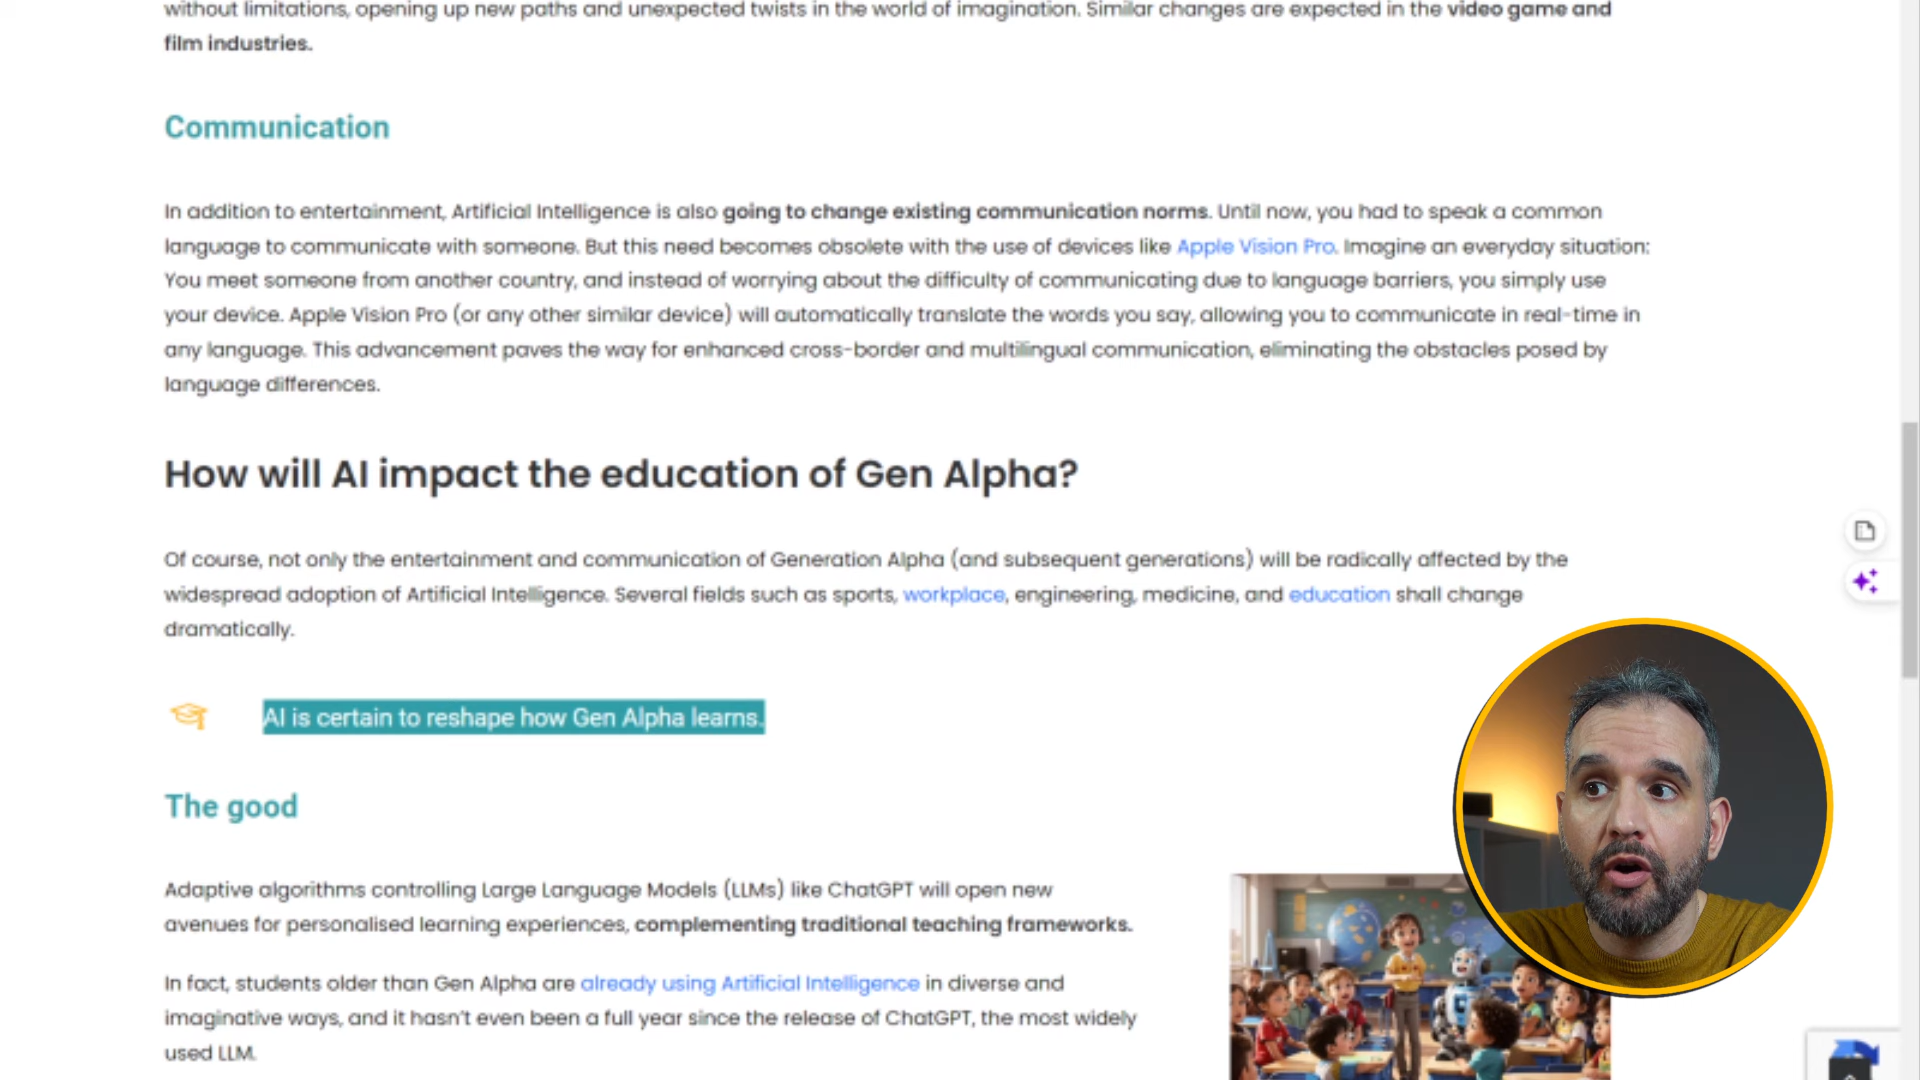 without limitations, opening up new paths and unexpected twists in the world of imagination. Similar changes are expected in the video game and
film industries.
Communication
In addition to entertainment, Artificial Intelligence is also going to change existing communication norms. Until now, you had to speak a common
language to communicate with someone. But this need becomes obsolete with the use of devices like Apple Vision Pro. Imagine an everyday situation:
You meet someone from another country, and instead of worrying about the difficulty of communicating due to language barriers, you simply use
your device. Apple Vision Pro (or any other similar device) will automatically translate the words you say, allowing you to communicate in real-time in
any language. This advancement paves the way for enhanced cross-border and multilingual communication, eliminating the obstacles posed by
language differences.
How will AI impact the education of Gen Alpha?
Of course, not only the entertainment and communication of Generation Alpha (and subsequent generations) will be radically affected by the
widespread adoption of Artificial Intelligence. Several fields such as sports, workplace, engineering, medicine, and education shall change
dramatically.
AI is certain to reshape how Gen Alpha learns.
The good
Adaptive algorithms controlling Large Language Models (LLMs) like ChatGPT will open new
avenues for personalised learning experiences, complementing traditional teaching frameworks.
In fact, students older than Gen Alpha are already using Artificial Intelligence in diverse and
imaginative ways, and it hasn't even been a full year since the release of ChatGPT, the most widely
used LLM.